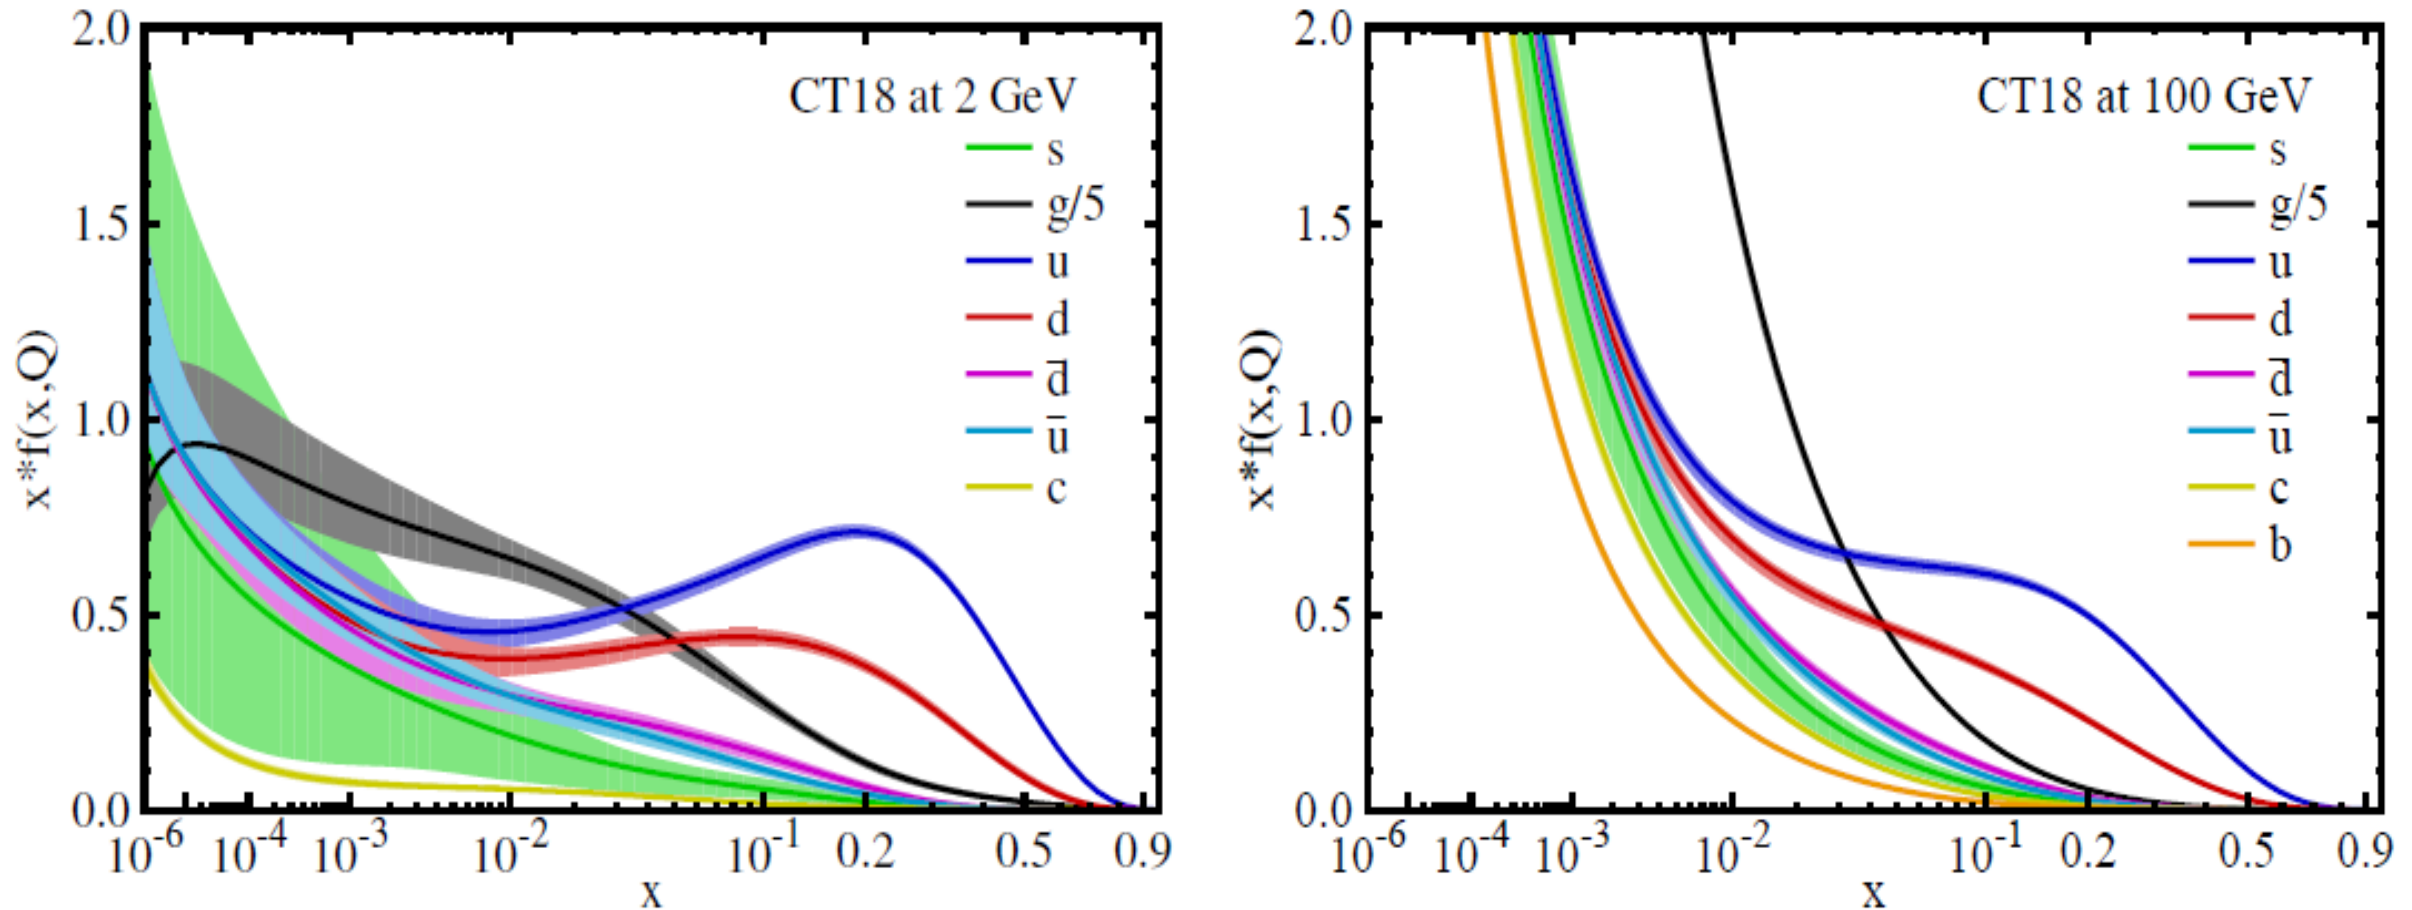 x*f(x,Q)
2.0
1.5
1.0
0.5
0.0
CT18 at 2 GeV
s
g/5
u
d
d̄
ū
c
10⁻⁶ 10⁻⁴ 10⁻³ 10⁻² 10⁻¹ 0.2 0.5 0.9
x
x*f(x,Q)
2.0
1.5
1.0
0.5
0.0
CT18 at 100 GeV
s
g/5
u
d
d̄
ū
c
b
10⁻⁶ 10⁻⁴ 10⁻³ 10⁻² 10⁻¹ 0.2 0.5 0.9
x